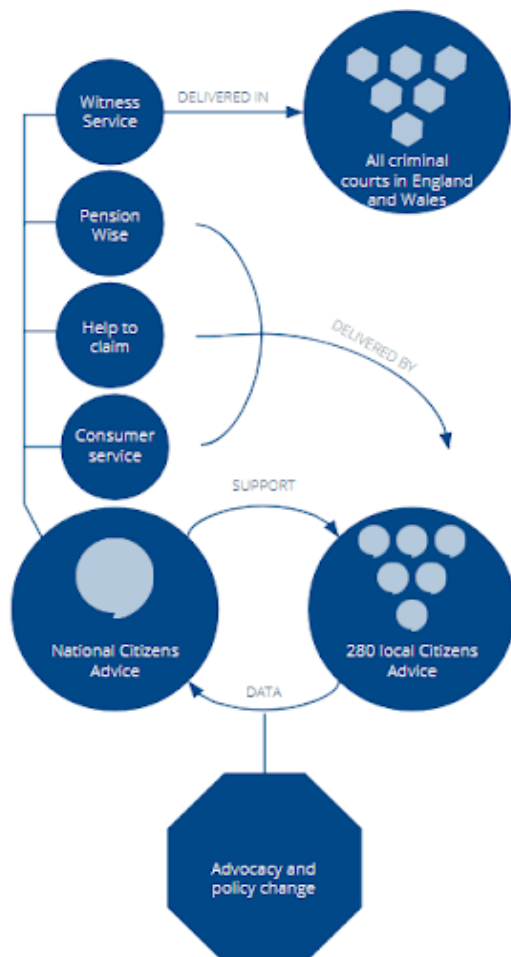 Witness
Service
DELIVERED IN
All criminal
courts in England
and Wales
Pension
Wise
Help to
claim
DELIVERED BY
Consumer
service
SUPPORT
National Citizens
Advice
280 local Citizens
Advice
DATA
Advocacy and
policy change